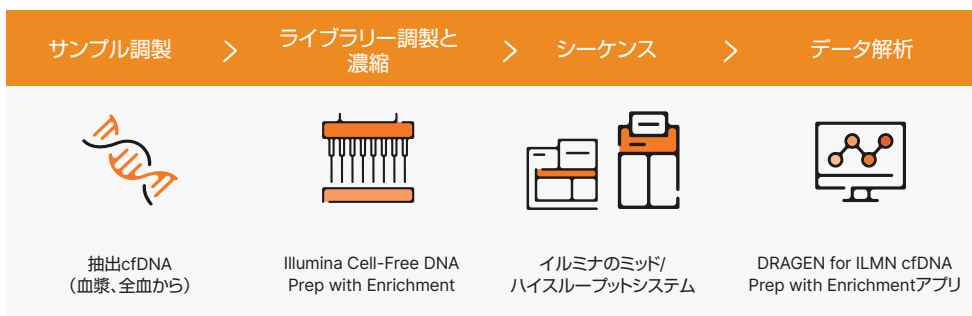 サンプル調製
ライブラリー調製と
濃縮
シーケンス
データ解析
抽出cfDNA
（血漿、全血から）
Illumina Cell-Free DNA
Prep with Enrichment
イルミナのミッド/
ハイスループットシステム
DRAGEN for ILMN cfDNA
Prep with Enrichmentアプリ